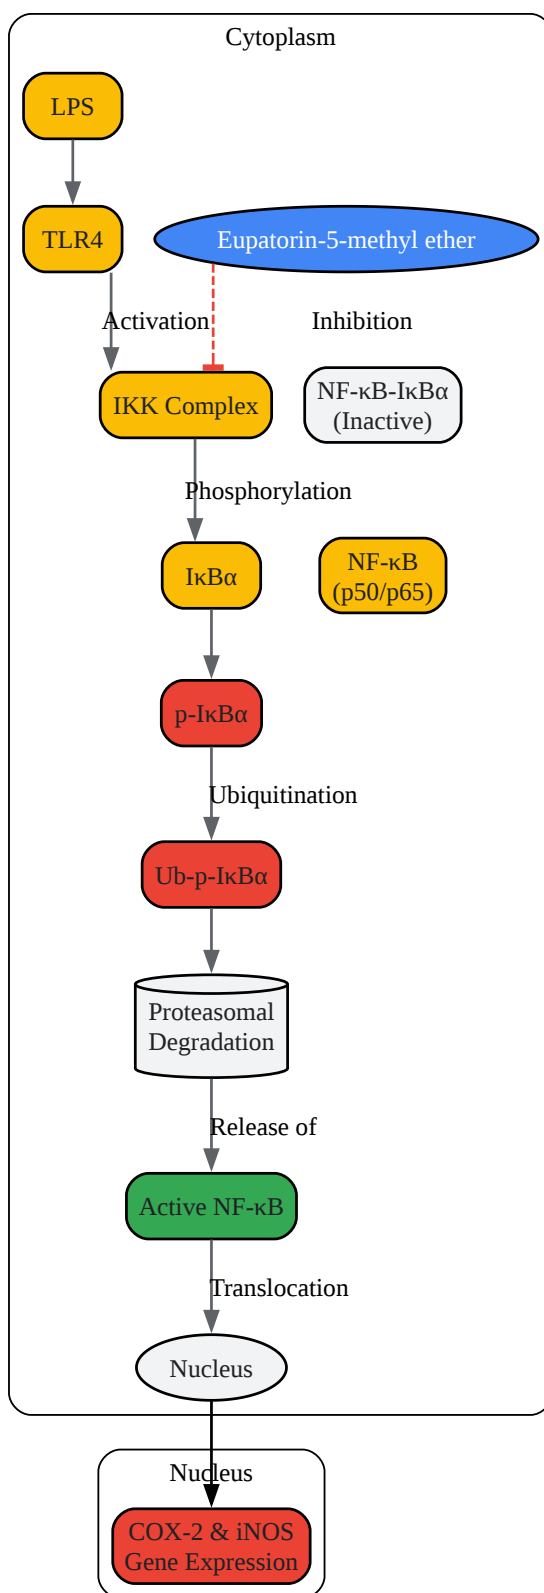 Cytoplasm
LPS
TLR4
Eupatorin-5-methyl ether
Activation
Inhibition
IKK Complex
NF-κB-IκBα
(Inactive)
Phosphorylation
IκBα
NF-κB
(p50/p65)
p-IκBα
Ubiquitination
Ub-p-IκBα
Proteasomal
Degradation
Release of
Active NF-κB
Translocation
Nucleus
Nucleus
COX-2 & iNOS
Gene Expression